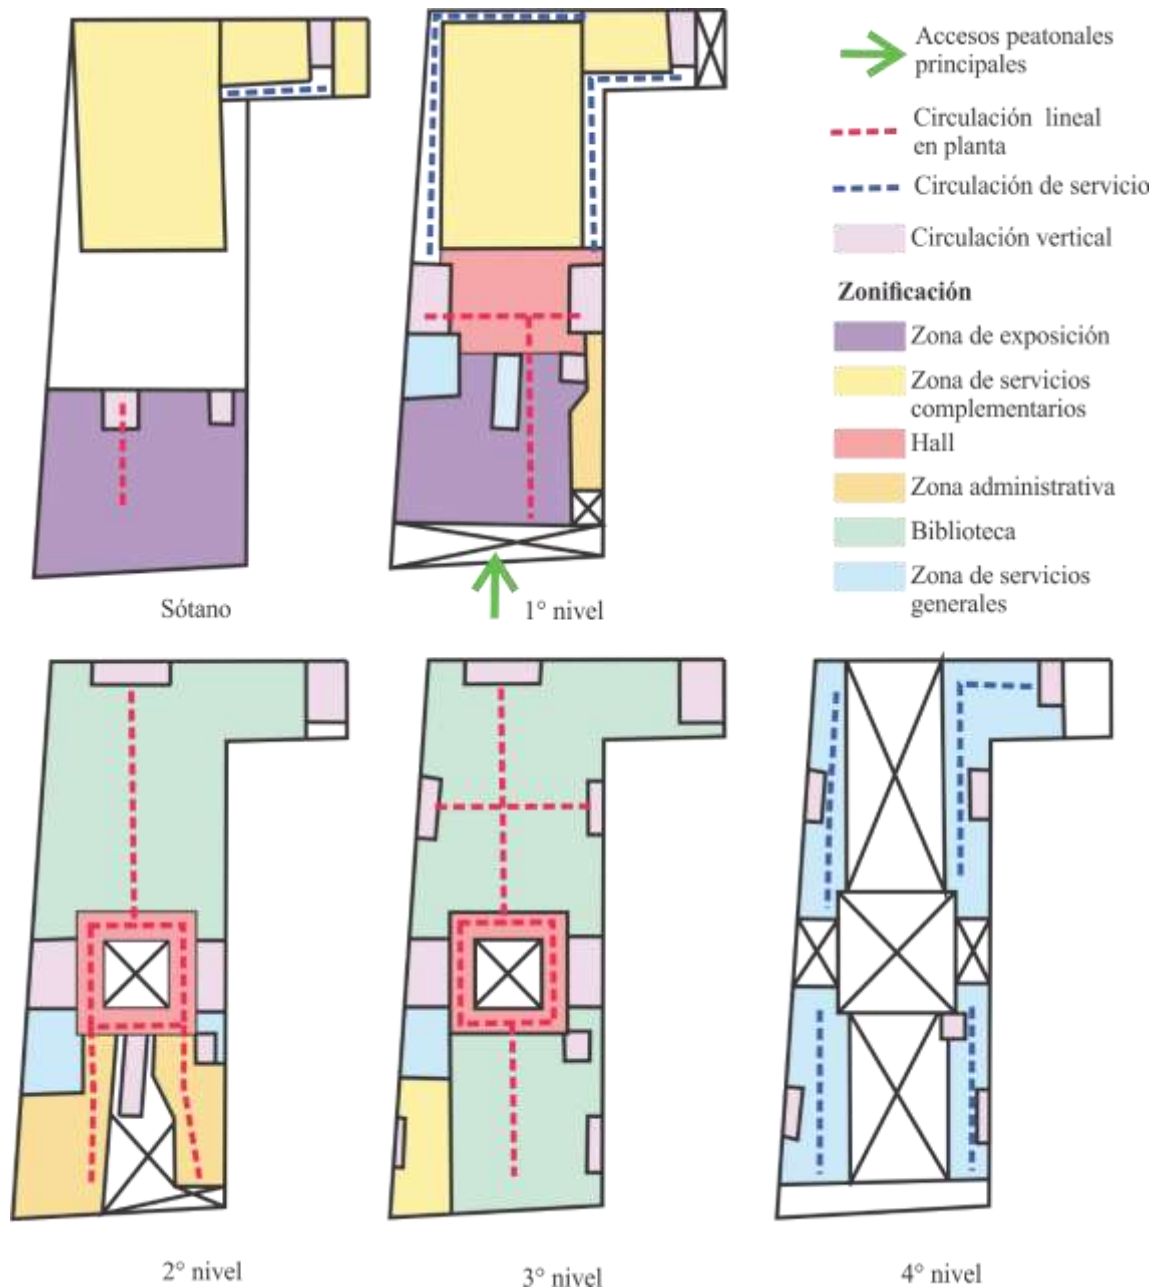 Accesos peatonales
principales
Circulación lineal
en planta
Circulación de servicio
Circulación vertical
Zonificación
Zona de exposición
Zona de servicios
complementarios
Hall
Zona administrativa
Biblioteca
Zona de servicios
generales
Sótano
1° nivel
2° nivel
3° nivel
4° nivel